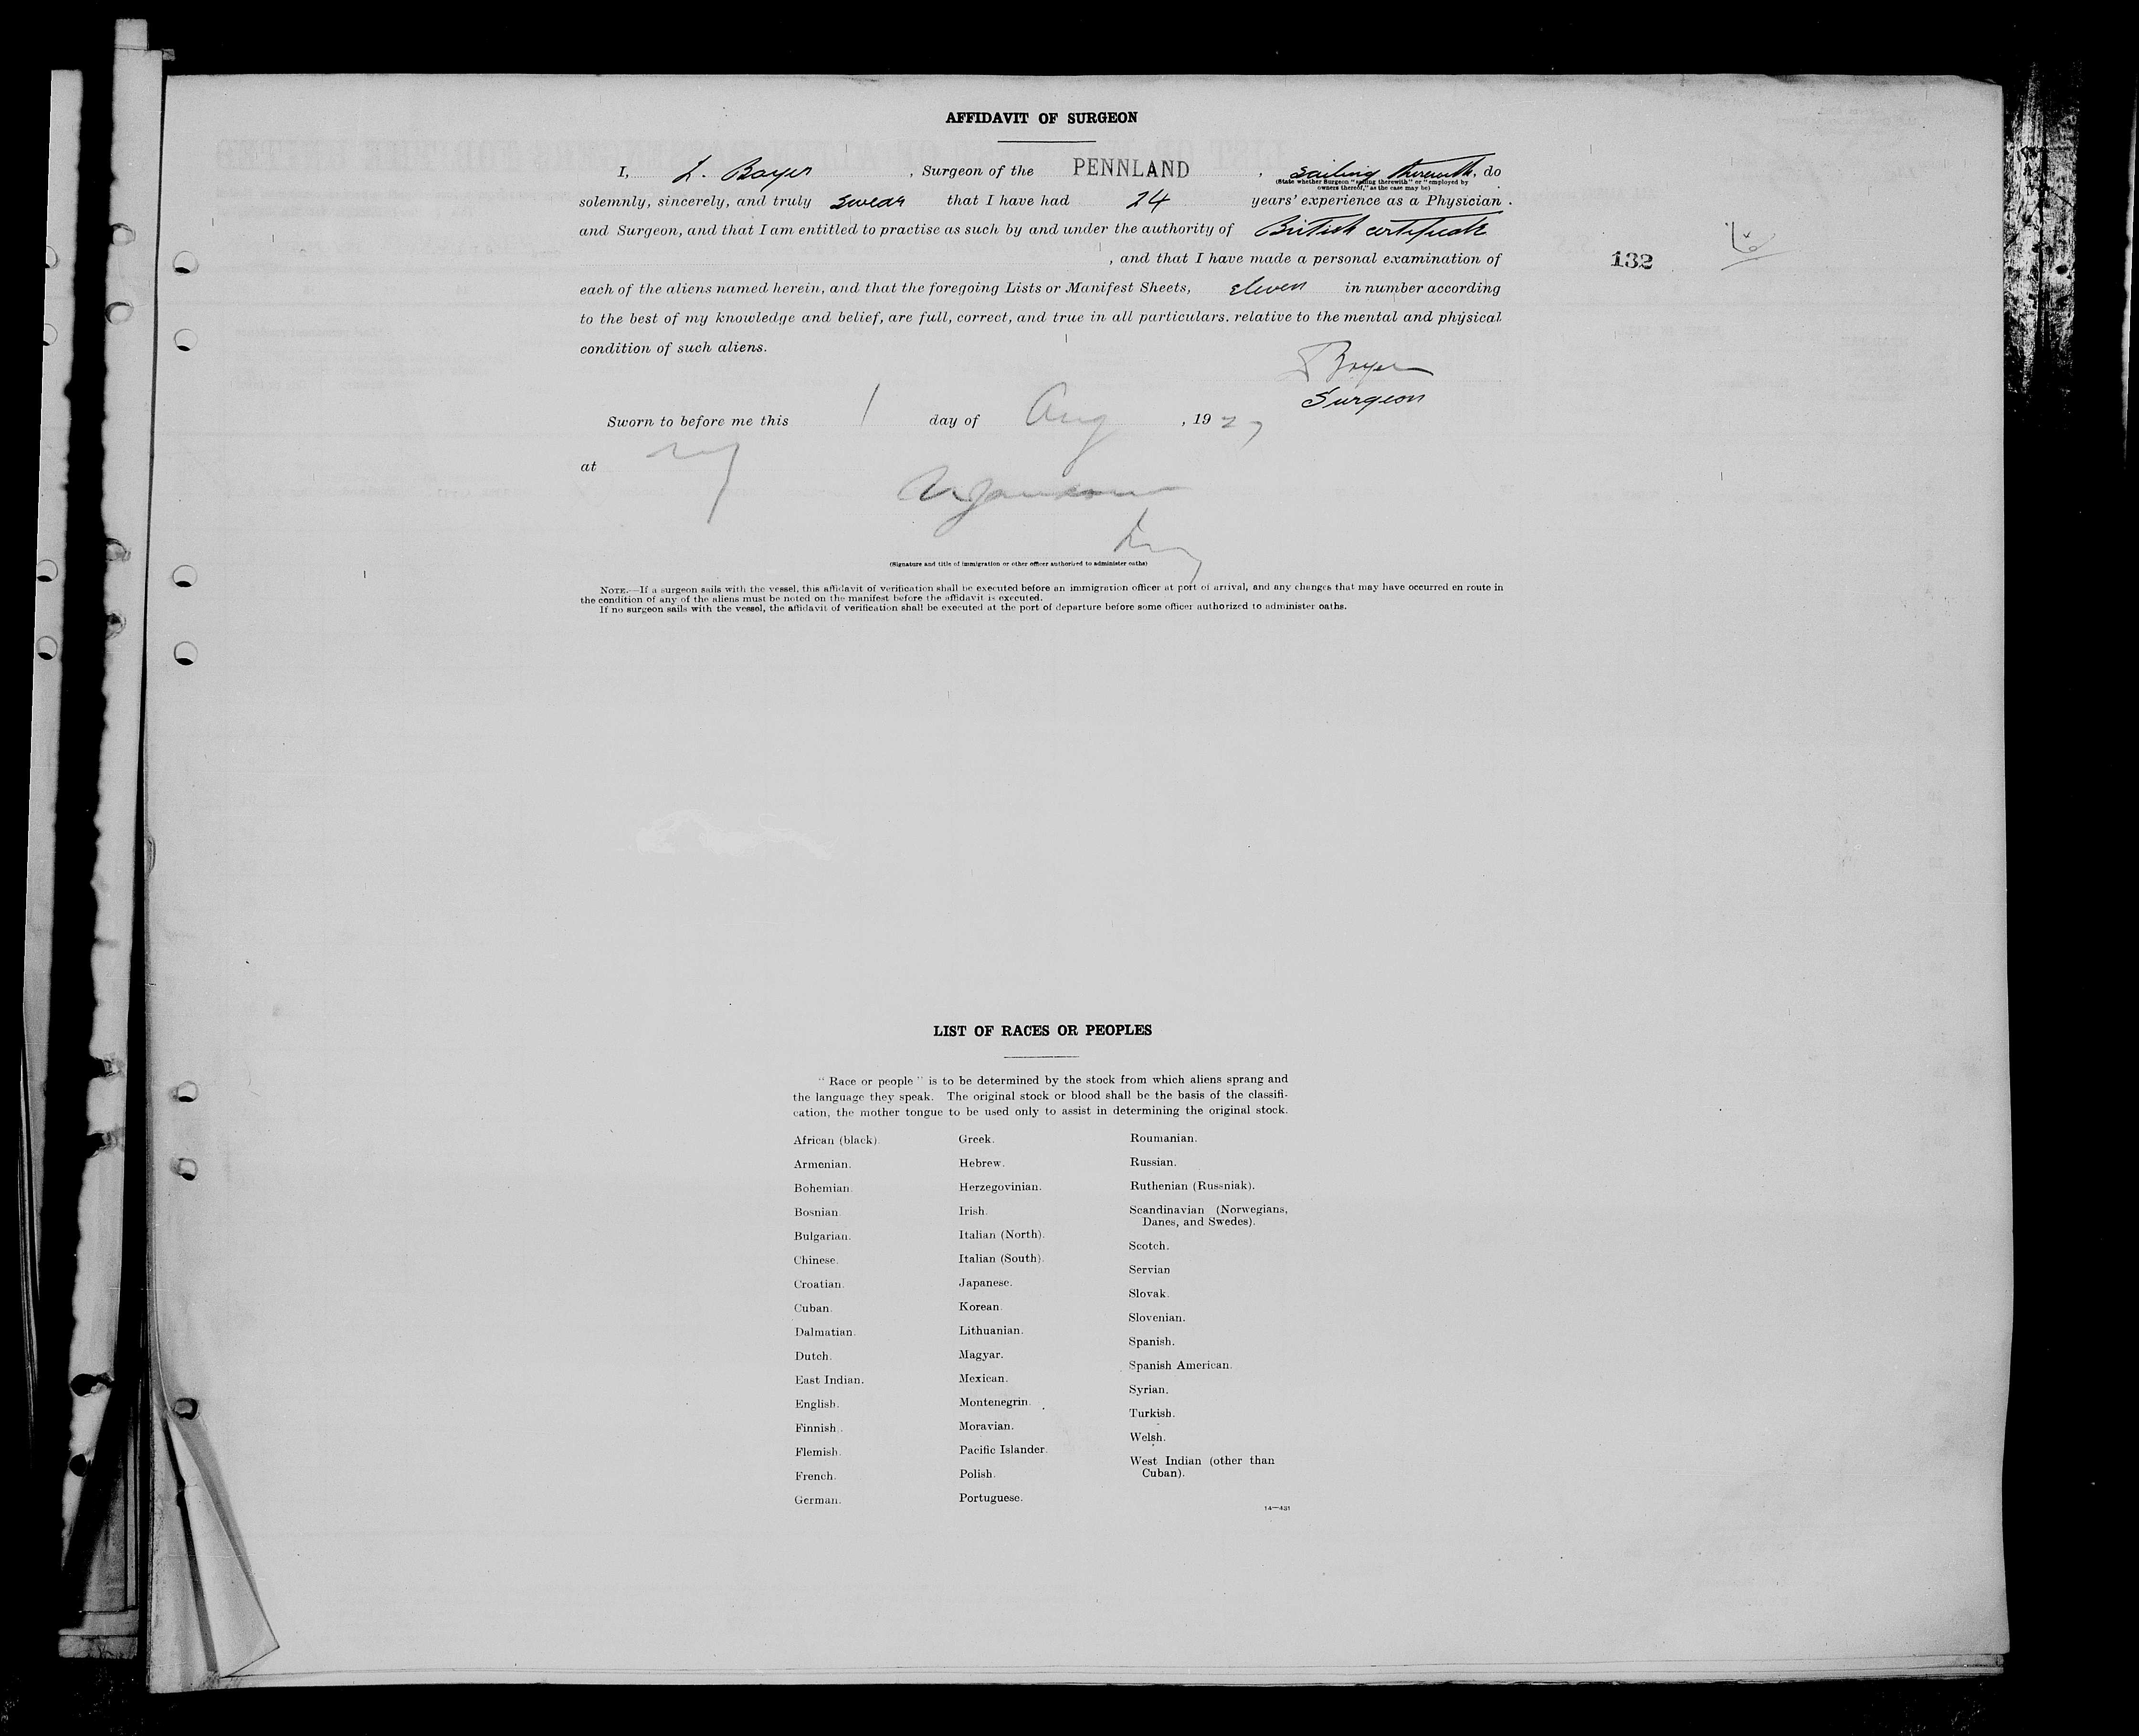 AFFIDAVIT OF SURGEON
I, L. Boyer, Surgeon of the PENNLAND, sailing therewith, do
(State whether Surgeon "sailing therewith" or "employed by
owners thereof," as the case may be)
solemnly, sincerely, and truly swear that I have had 24 years' experience as a Physician
and Surgeon, and that I am entitled to practise as such by and under the authority of British certificate
132
, and that I have made a personal examination of
each of the aliens named herein, and that the foregoing Lists or Manifest Sheets, eleven in number according
to the best of my knowledge and belief, are full, correct, and true in all particulars. relative to the mental and physical
condition of such aliens.
Boyer
Surgeon
Sworn to before me this 1 day of Aug, 1927
at NY
(Signature and title of immigration or other officer authorized to administer oaths)
NOTE.—If a surgeon sails with the vessel, this affidavit of verification shall be executed before an immigration officer at port of arrival, and any changes that may have occurred en route in
the condition of any of the aliens must be noted on the manifest before the affidavit is executed.
If no surgeon sails with the vessel, the affidavit of verification shall be executed at the port of departure before some officer authorized to administer oaths.
LIST OF RACES OR PEOPLES
"Race or people" is to be determined by the stock from which aliens sprang and
the language they speak. The original stock or blood shall be the basis of the classifi-
cation, the mother tongue to be used only to assist in determining the original stock.
African (black).
Armenian.
Bohemian.
Bosnian.
Bulgarian.
Chinese.
Croatian.
Cuban.
Dalmatian.
Dutch.
East Indian.
English.
Finnish.
Flemish.
French.
German.
Greek.
Hebrew.
Herzegovinian.
Irish.
Italian (North).
Italian (South).
Japanese.
Korean.
Lithuanian.
Magyar.
Mexican.
Montenegrin.
Moravian.
Pacific Islander.
Polish.
Portuguese.
Roumanian.
Russian.
Ruthenian (Russniak).
Scandinavian (Norwegians,
Danes, and Swedes).
Scotch.
Servian
Slovak.
Slovenian.
Spanish.
Spanish American.
Syrian.
Turkish.
Welsh.
West Indian (other than
Cuban).
14—431